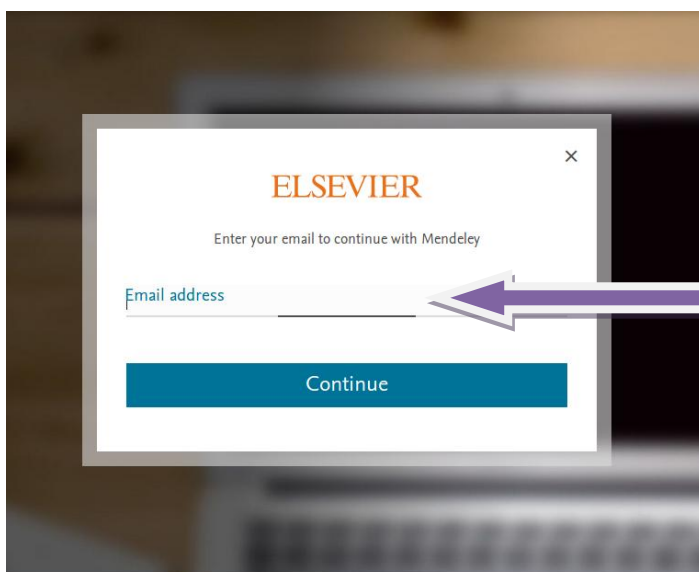 ELSEVIER
Enter your email to continue with Mendeley
Email address
Continue